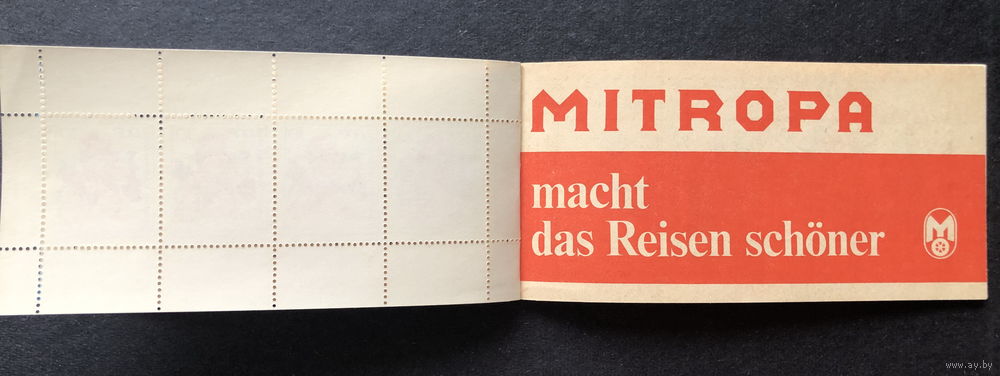 MITROPA
macht
das Reisen schöner
M
www.ay.by